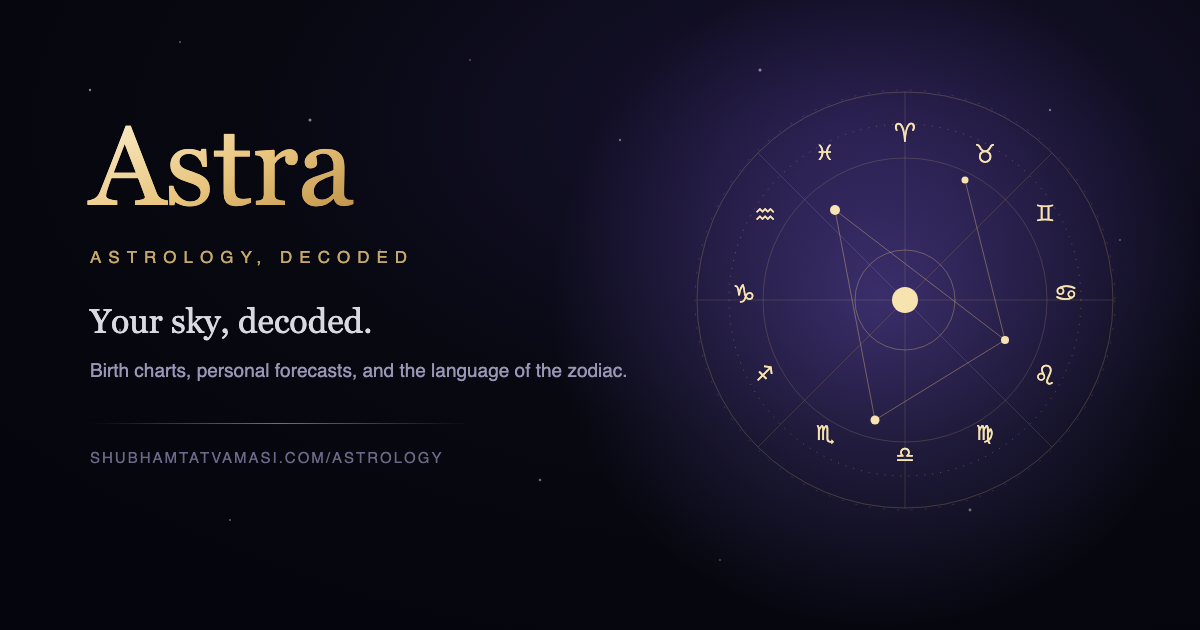 Astra
ASTROLOGY, DECODED
Your sky, decoded.
Birth charts, personal forecasts, and the language of the zodiac.
SHUBHAMTATVAMASI.COM/ASTROLOGY
♈
♉
♊
♋
♌
♍
♎
♏
♐
♑
♒
♓